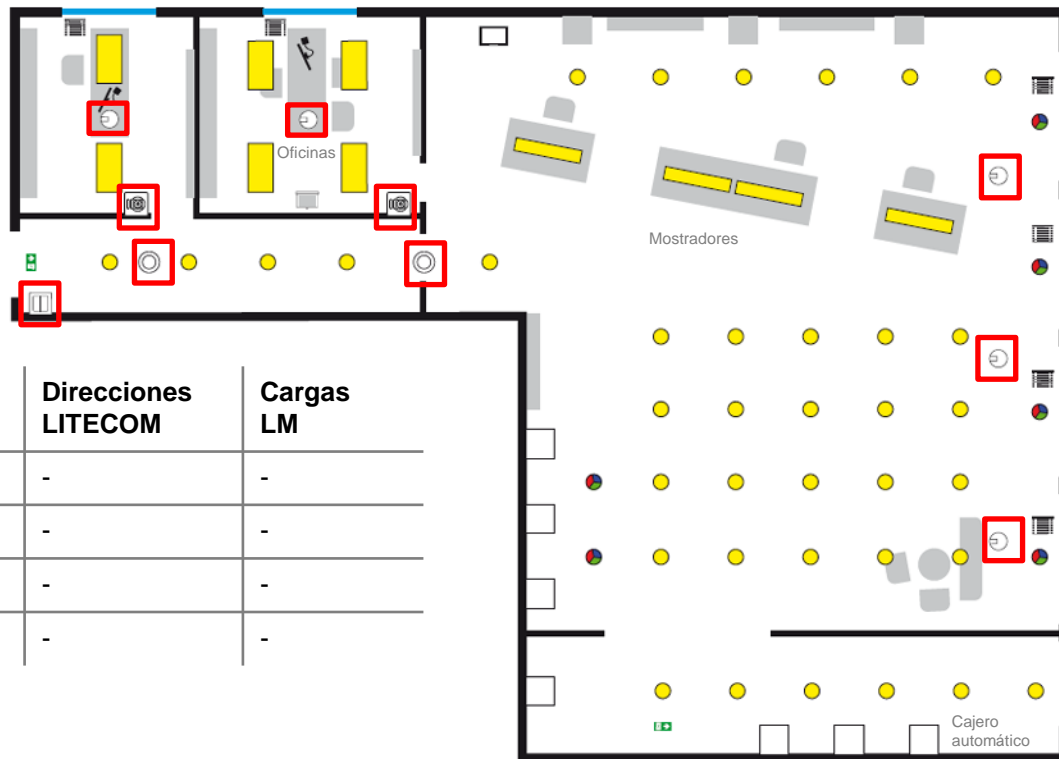 Oficinas
Mostradores
Direcciones
LITECOM
Cargas
LM
-
-
-
-
-
-
-
-
Cajero
automático